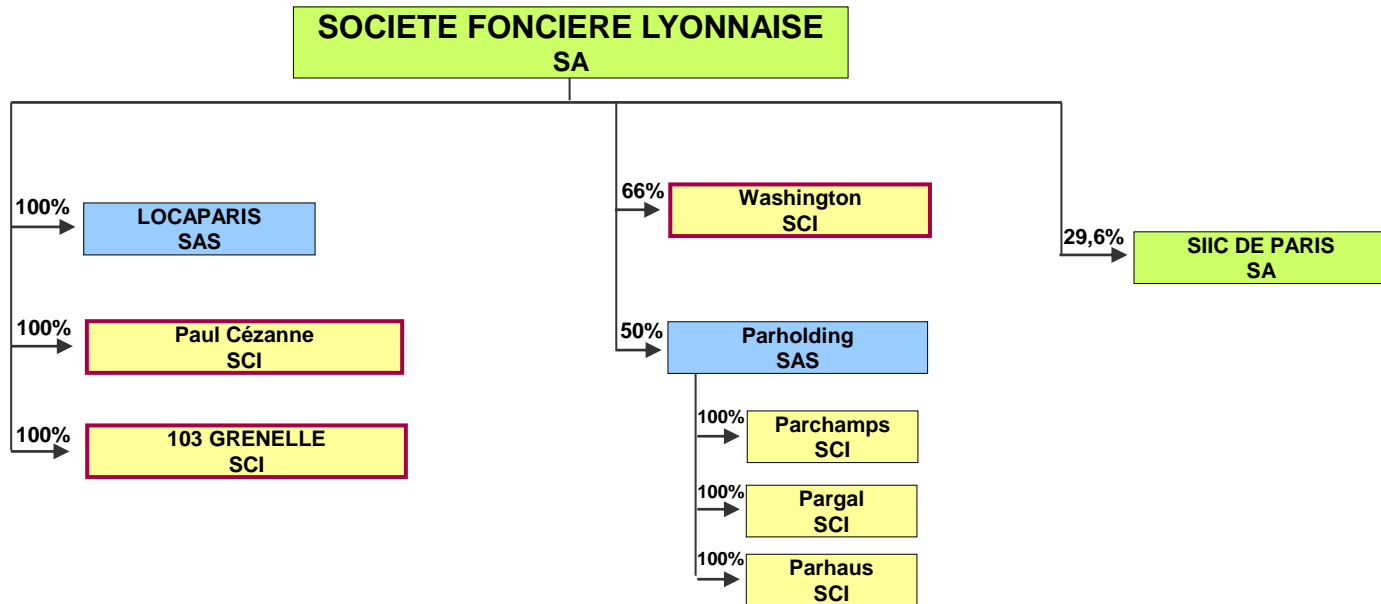 SOCIETE FONCIERE LYONNAISE
SA
100%
LOCAPARIS
SAS
100%
Paul Cézanne
SCI
100%
103 GRENELLE
SCI
66%
Washington
SCI
50%
Parholding
SAS
100%
Parchamps
SCI
100%
Pargal
SCI
100%
Parhaus
SCI
29,6%
SIIC DE PARIS
SA